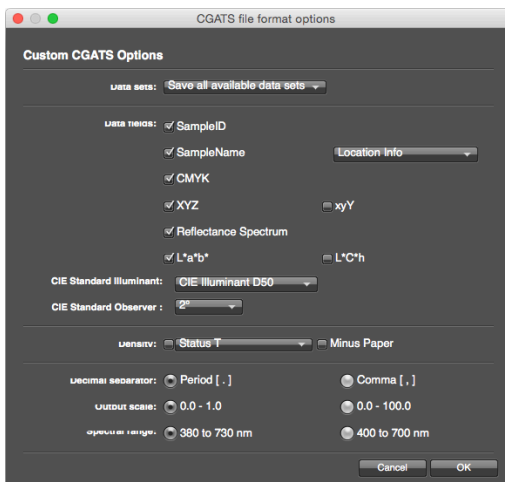 CGATS file format options
Custom CGATS Options
Data sets: Save all available data sets
Data fields: SampleID
SampleName Location Info
CMYK
XYZ xyY
Reflectance Spectrum
L*a*b* L*C*h
CIE Standard Illuminant: CIE Illuminant D50
CIE Standard Observer : 2°
Density: Status T Minus Paper
Decimal separator: Period [ . ] Comma [ , ]
Output scale: 0.0 - 1.0 0.0 - 100.0
Spectral range: 380 to 730 nm 400 to 700 nm
Cancel OK